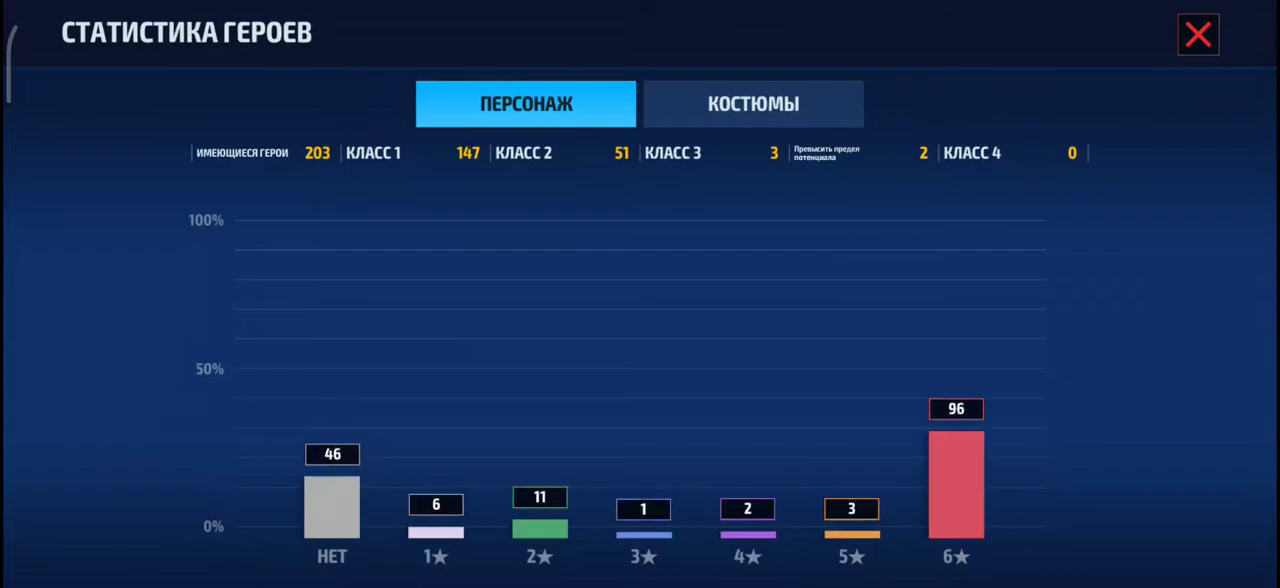 СТАТИСТИКА ГЕРОЕВ
ПЕРСОНАЖ
КОСТЮМЫ
ИМЕЮЩИЕСЯ ГЕРОИ 203 КЛАСС 1 147 КЛАСС 2 51 КЛАСС 3 3 Превысить предел потенциала 2 КЛАСС 4 0
100%
50%
0%
46
6
11
1
2
3
96
НЕТ 1★ 2★ 3★ 4★ 5★ 6★